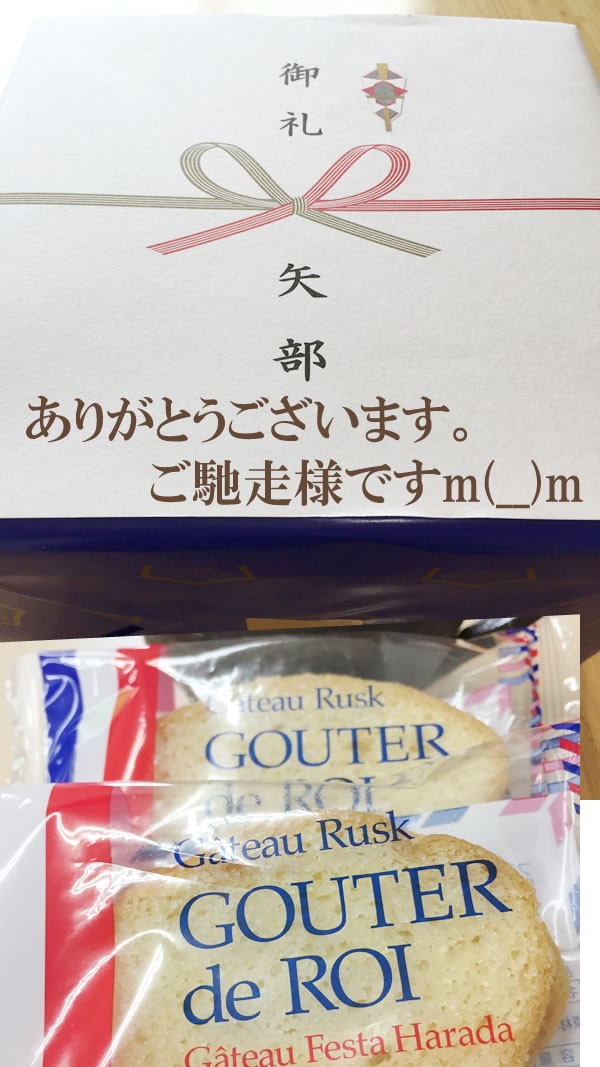 御礼
矢部
ありがとうございます。
ご馳走様ですm(__)m
Gâteau Rusk
GOUTER
de ROI
Gâteau Rusk
GOUTER
de ROI
Gâteau Festa Harada